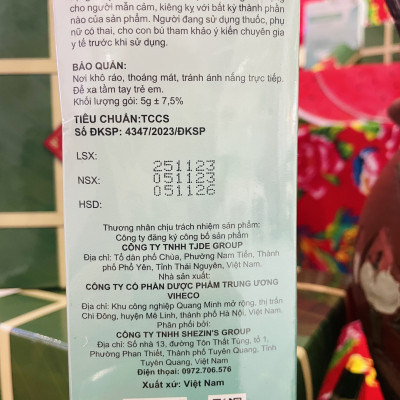 cho người mẫn cảm, kiêng kỵ với bất kỳ thành phần
nào của sản phẩm. Người đang sử dụng thuốc, phụ
nữ có thai, cho con bú tham khảo ý kiến chuyên gia
y tế trước khi sử dụng.
BẢO QUẢN:
Nơi khô ráo, thoáng mát, tránh ánh nắng trực tiếp.
Để xa tầm tay trẻ em.
Khối lượng gói: 5g ± 7,5%
TIÊU CHUẨN:TCCS
Số ĐKSP: 4347/2023/ĐKSP
LSX: 251123
NSX: 051123
HSD: 051126
Thương nhân chịu trách nhiệm sản phẩm:
Công ty đăng ký công bố sản phẩm
CÔNG TY TNHH TJDE GROUP
Địa chỉ: Tổ dân phố Chùa, Phường Nam Tiến, Thành
phố Phổ Yên, Tỉnh Thái Nguyên, Việt Nam.
Nhà sản xuất:
CÔNG TY CỔ PHẦN DƯỢC PHẨM TRUNG ƯƠNG
VIHECO
Địa chỉ: Khu công nghiệp Quang Minh mở rộng, thị trấn
Chi Đông, huyện Mê Linh, thành phố Hà Nội, Việt Nam.
Phân phối bởi:
CÔNG TY TNHH SHEZIN'S GROUP
Địa chỉ: Số nhà 13, đường Tôn Thất Tùng, tổ 1,
Phường Phan Thiết, Thành phố Tuyên Quang, Tỉnh
Tuyên Quang, Việt Nam.
Điện thoại: 0972.706.576
Xuất xứ: Việt Nam